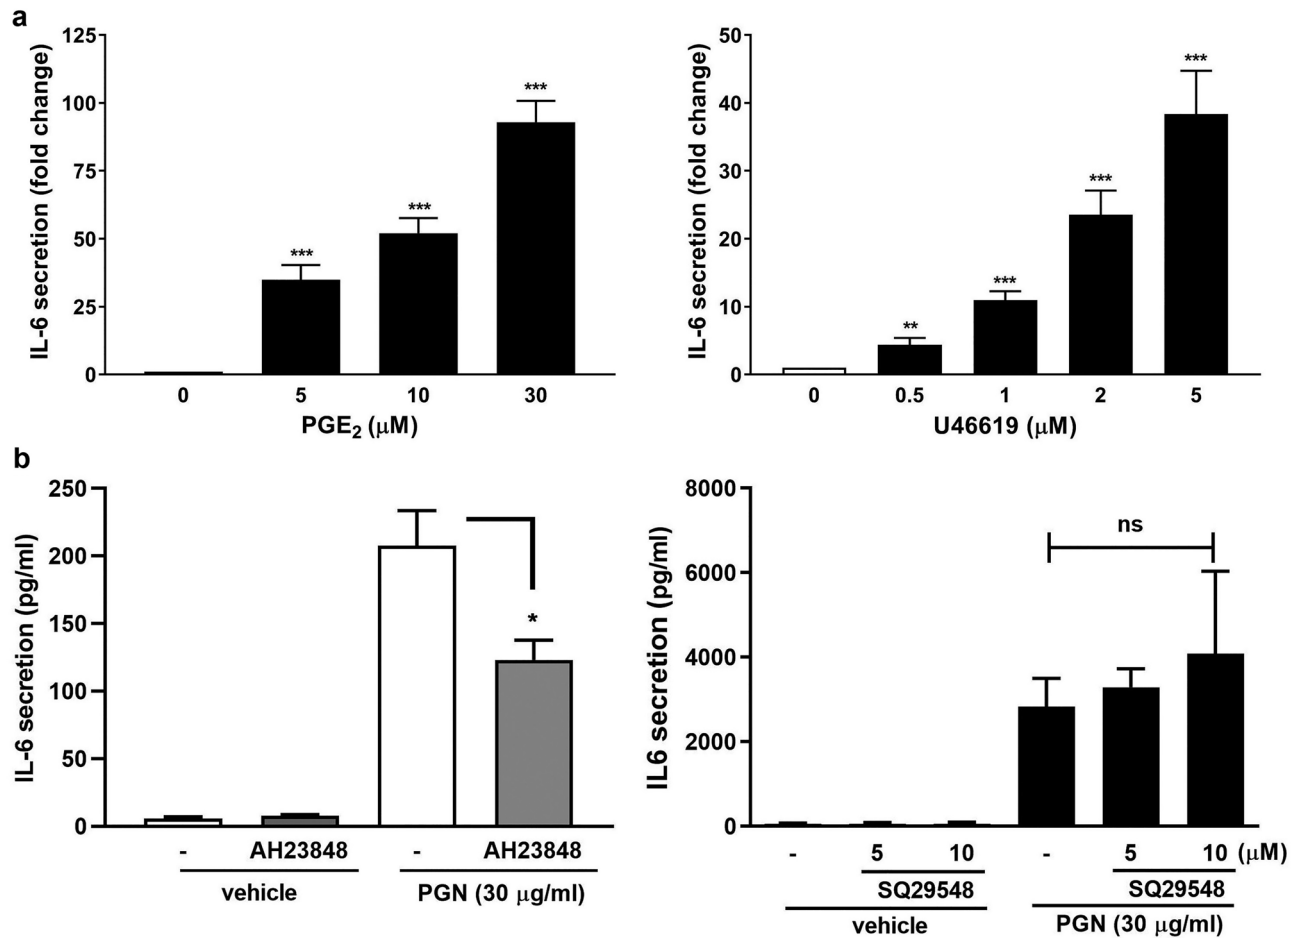 a
IL-6 secretion (fold change)
125
100
75
50
25
0
***
***
***
0 5 10 30
PGE2 (μM)
IL-6 secretion (fold change)
50
40
30
20
10
0
**
***
***
***
0 0.5 1 2 5
U46619 (μM)
b
IL-6 secretion (pg/ml)
250
200
150
100
50
0
*
- AH23848 - AH23848
vehicle PGN (30 μg/ml)
IL6 secretion (pg/ml)
8000
6000
4000
2000
0
ns
- 5 10 - 5 10 (μM)
SQ29548 SQ29548
vehicle PGN (30 μg/ml)